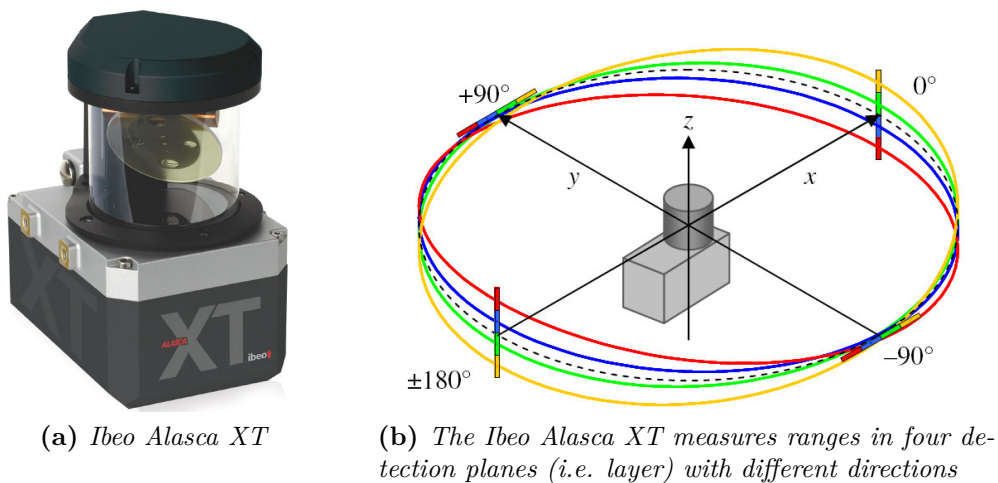 XT
XT
ALASCA
ibeo
0°
+90°
z
y
x
−90°
±180°
(a) Ibeo Alasca XT
(b) The Ibeo Alasca XT measures ranges in four de-
tection planes (i.e. layer) with different directions